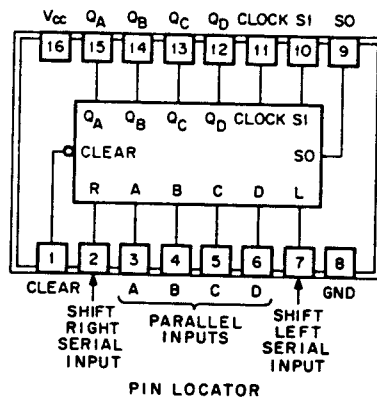 Vcc QA QB QC QD CLOCK S1 S0
16 15 14 13 12 11 10 9
QA QB QC QD CLOCK S1
CLEAR S0
R A B C D L
1 2 3 4 5 6 7 8
CLEAR A B C D GND
SHIFT RIGHT SERIAL INPUT
PARALLEL INPUTS
SHIFT LEFT SERIAL INPUT
PIN LOCATOR